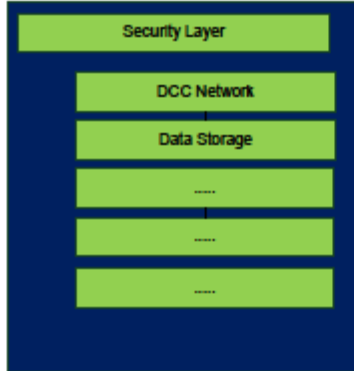 Security Layer
DCC Network
Data Storage
.....
.....
.....